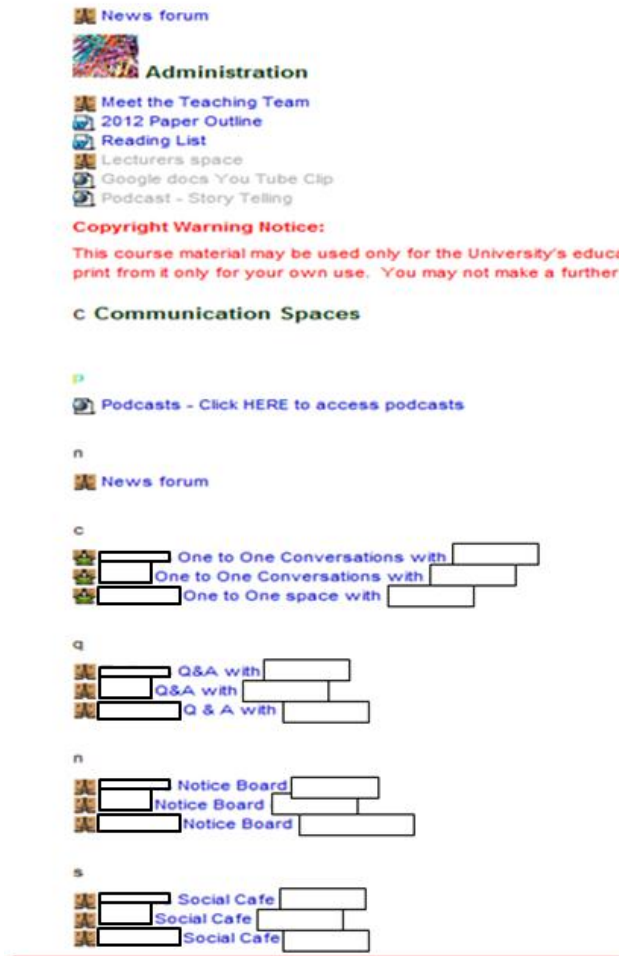 News forum
Administration
Meet the Teaching Team
2012 Paper Outline
Reading List
Lecturers space
Google docs You Tube Clip
Podcast - Story Telling
Copyright Warning Notice:
This course material may be used only for the University's educa
print from it only for your own use. You may not make a further
c Communication Spaces
p
Podcasts - Click HERE to access podcasts
n
News forum
c
One to One Conversations with
One to One Conversations with
One to One space with
q
Q&A with
Q&A with
Q & A with
n
Notice Board
Notice Board
Notice Board
s
Social Cafe
Social Cafe
Social Cafe